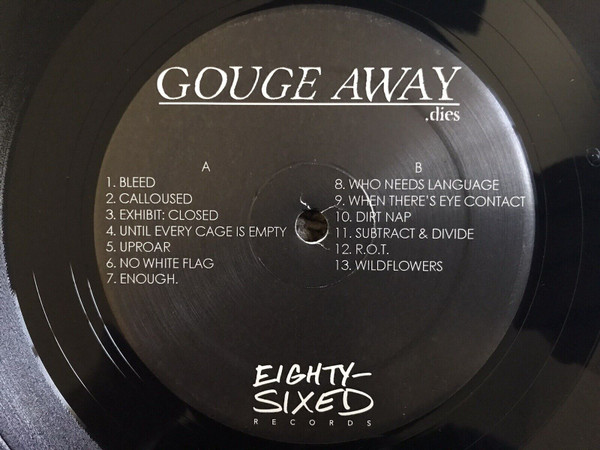 GOUGE AWAY
.dies
A
1. BLEED
2. CALLOUSED
3. EXHIBIT: CLOSED
4. UNTIL EVERY CAGE IS EMPTY
5. UPROAR
6. NO WHITE FLAG
7. ENOUGH.
B
8. WHO NEEDS LANGUAGE
9. WHEN THERE'S EYE CONTACT
10. DIRT NAP
11. SUBTRACT & DIVIDE
12. R.O.T.
13. WILDFLOWERS
EIGHTY-
SIXED
RECORDS